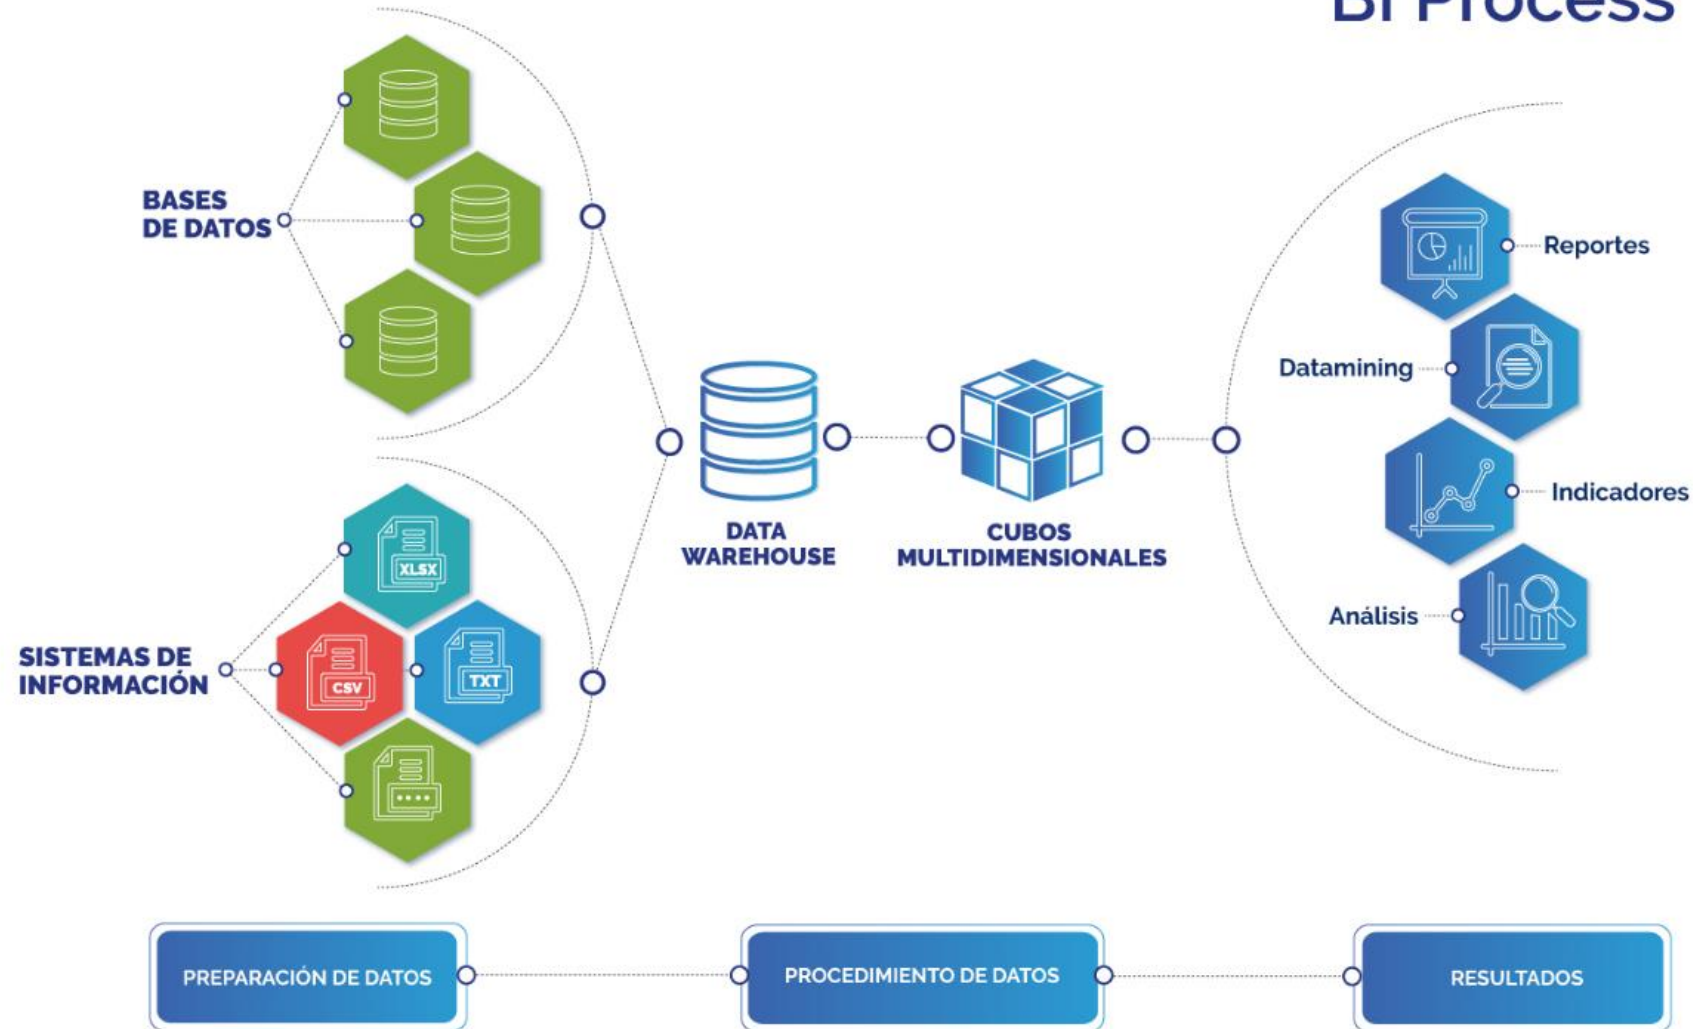 BI Process
BASES
DE DATOS
Reportes
Datamining
Indicadores
Análisis
DATA
WAREHOUSE
CUBOS
MULTIDIMENSIONALES
SISTEMAS DE
INFORMACIÓN
XLSX
CSV
TXT
****
PREPARACIÓN DE DATOS
PROCEDIMIENTO DE DATOS
RESULTADOS